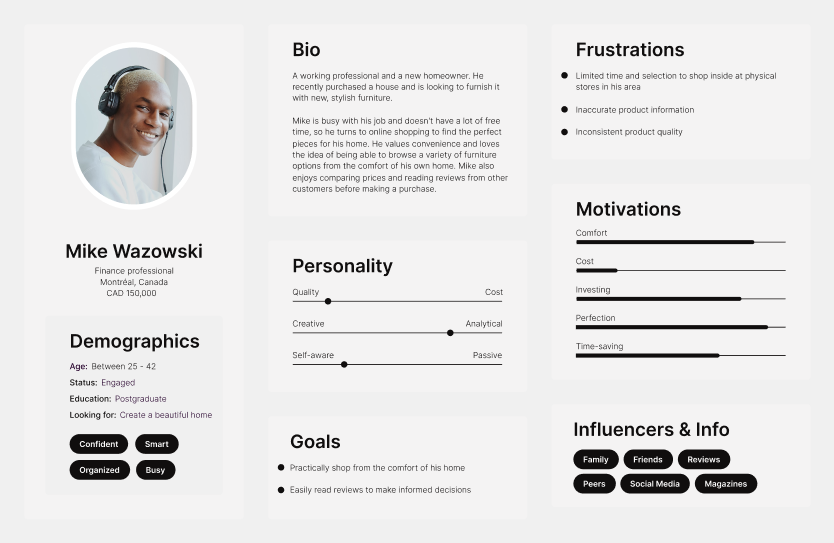 Mike Wazowski
Finance professional
Montréal, Canada
CAD 150,000
Demographics
Age: Between 25 - 42
Status: Engaged
Education: Postgraduate
Looking for: Create a beautiful home
Confident Smart
Organized Busy
Bio
A working professional and a new homeowner. He
recently purchased a house and is looking to furnish it
with new, stylish furniture.
Mike is busy with his job and doesn't have a lot of free
time, so he turns to online shopping to find the perfect
pieces for his home. He values convenience and loves
the idea of being able to browse a variety of furniture
options from the comfort of his own home. Mike also
enjoys comparing prices and reading reviews from other
customers before making a purchase.
Personality
Quality Cost
Creative Analytical
Self-aware Passive
Goals
Practically shop from the comfort of his home
Easily read reviews to make informed decisions
Frustrations
Limited time and selection to shop inside at physical
stores in his area
Inaccurate product information
Inconsistent product quality
Motivations
Comfort
Cost
Investing
Perfection
Time-saving
Influencers & Info
Family Friends Reviews
Peers Social Media Magazines